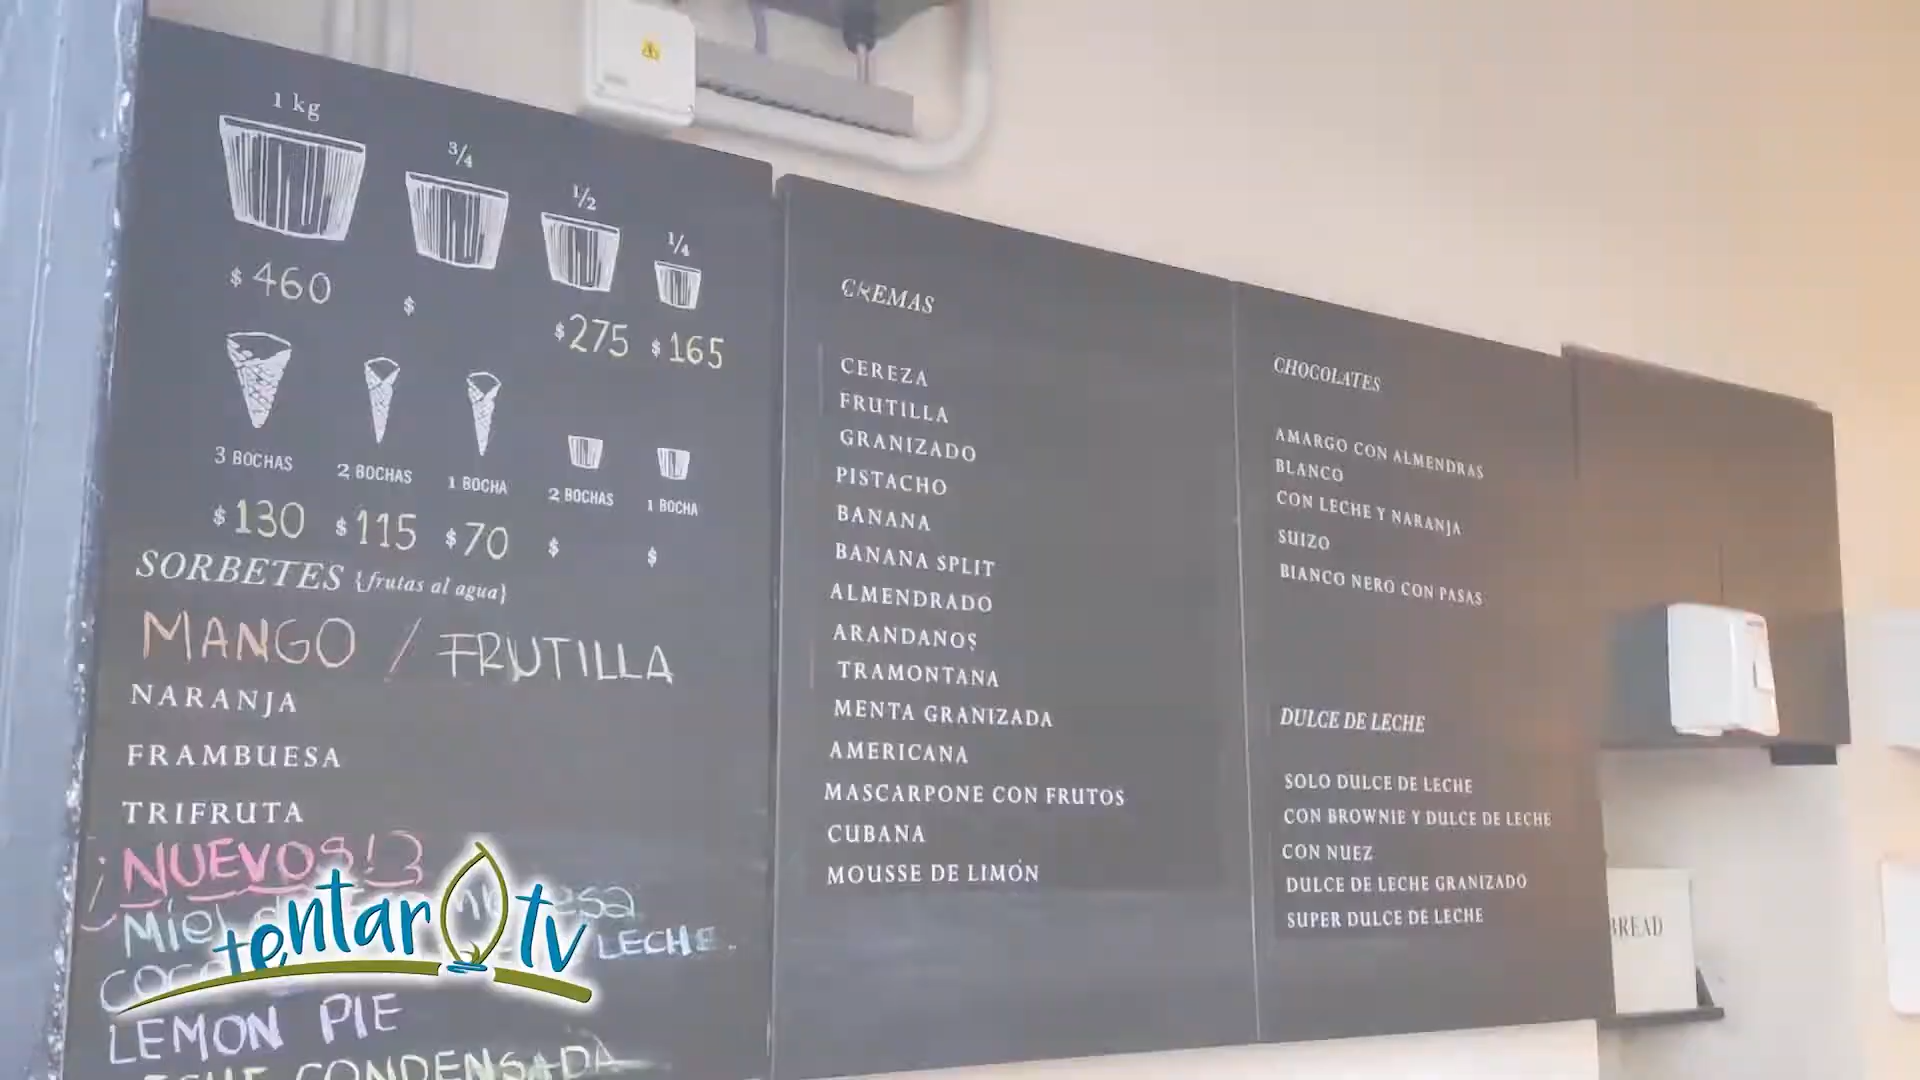 1 kg
3/4
1/2
1/4
$ 460
$
$ 275
$ 165
3 BOCHAS
2 BOCHAS
1 BOCHA
2 BOCHAS
1 BOCHA
$ 130
$ 115
$ 70
$
$
SORBETES {frutas al agua}
MANGO / FRUTILLA
NARANJA
FRAMBUESA
TRIFRUTA
¡NUEVOS!
Miel
LECHE.
LEMON PIE
CONDENSADA
tentar tv
CREMAS
CEREZA
FRUTILLA
GRANIZADO
PISTACHO
BANANA
BANANA SPLIT
ALMENDRADO
ARANDANOS
TRAMONTANA
MENTA GRANIZADA
AMERICANA
MASCARPONE CON FRUTOS
CUBANA
MOUSSE DE LIMÓN
CHOCOLATES
AMARGO CON ALMENDRAS
BLANCO
CON LECHE Y NARANJA
SUIZO
BIANCO NERO CON PASAS
DULCE DE LECHE
SOLO DULCE DE LECHE
CON BROWNIE Y DULCE DE LECHE
CON NUEZ
DULCE DE LECHE GRANIZADO
SUPER DULCE DE LECHE
BREAD